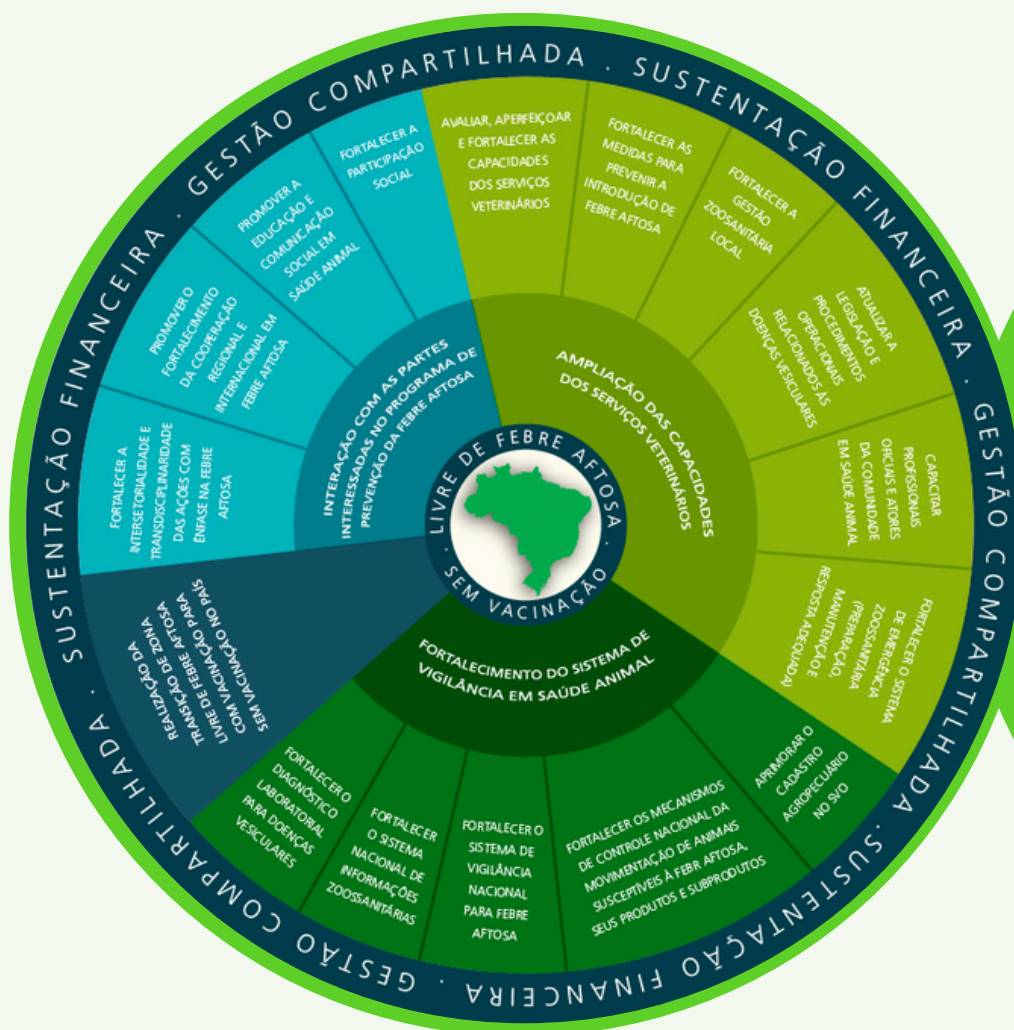 GESTÃO COMPARTILHADA . SUSTENTAÇÃO FINANCEIRA . GESTÃO COMPARTILHADA . SUSTENTAÇÃO FINANCEIRA . GESTÃO COMPARTILHADA . SUSTENTAÇÃO FINANCEIRA .
AVALIAR, APERFEIÇOAR
E FORTALECER AS
CAPACIDADES
DOS SERVIÇOS
VETERINÁRIOS
FORTALECER AS
MEDIDAS PARA
PREVENIR A
INTRODUÇÃO DE
FEBRE AFTOSA
FORTALECER A
GESTÃO
ZOOSANITÁRIA
LOCAL
ATUALIZAR A
LEGISLAÇÃO E
PROCEDIMENTOS
OPERACIONAIS
RELACIONADOS ÀS
DOENÇAS VESICULARES
CAPACITAR
PROFISSIONAIS
ORCIAIS E ATORES
DA COMUNIDADE
EM SAÚDE ANIMAL
FORTALECER O SISTEMA
DE EMERGÊNCIA
ZOOSSANITÁRIA
(PREPARAÇÃO,
MANUTENÇÃO E
RESPOSTA ADEQUADA)
AMPLIAÇÃO DAS CAPACIDADES
DOS SERVIÇOS VETERINÁRIOS
APRIMORAR O
CADASTRO
AGROPECUÁRIO
NO SVO
FORTALECER OS MECANISMOS
DE CONTROLE NACIONAL DA
MOVIMENTAÇÃO DE ANIMAIS
SUSCEPTÍVEIS À FEBR AFTOSA,
SEUS PRODUTOS E SUBPRODUTOS
FORTALECER O
SISTEMA DE
VIGILÂNCIA
NACIONAL
PARA FEBRE
AFTOSA
FORTALECER
O SISTEMA
NACIONAL DE
INFORMAÇÕES
ZOOSSANITÁRIAS
FORTALECER O
DIAGNÓSTICO
LABORATORIAL
PARA DOENÇAS
VESICULARES
FORTALECIMENTO DO SISTEMA DE
VIGILÂNCIA EM SAÚDE ANIMAL
REALIZAÇÃO DA
TRANSIÇÃO DE ZONA
LIVRE DE FEBRE AFTOSA
COM VACINAÇÃO PARA
SEM VACINAÇÃO NO PAÍS
FORTALECER A
INTERSETORIALIDADE E
TRANSDISCIPLINARIDADE
DAS AÇÕES COM
ÊNFASE NA FEBRE
AFTOSA
PROMOVER O
FORTALECIMENTO
DA COOPERAÇÃO
REGIONAL E
INTERNACIONAL EM
FEBRE AFTOSA
PROMOVER A
EDUCAÇÃO E
COMUNICAÇÃO
SOCIAL EM
SAÚDE ANIMAL
FORTALECER A
PARTICIPAÇÃO
SOCIAL
INTERAÇÃO COM AS PARTES
INTERESSADAS NO PROGRAMA DE
PREVENÇÃO DA FEBRE AFTOSA
· LIVRE DE FEBRE AFTOSA ·
SEM VACINAÇÃO